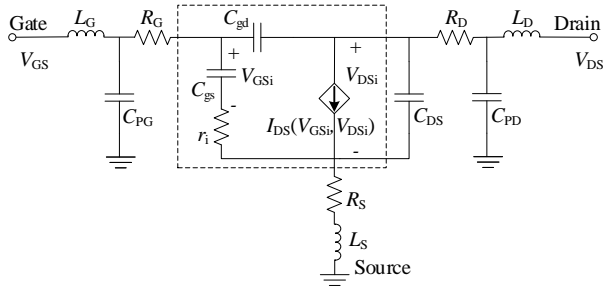 Gate L_G R_G C_gd R_D L_D Drain
V_GS + + V_DS
C_gs V_GSi V_DSi
C_PG - C_DS C_PD
r_i I_DS(V_GSi,V_DSi)
-
R_S
L_S
Source